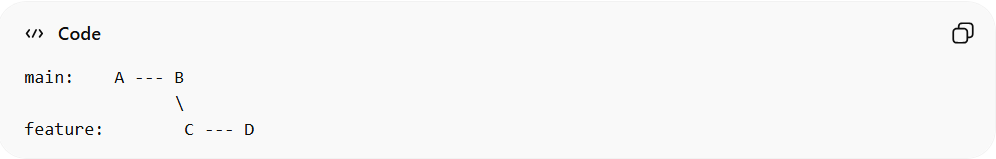 Code
main:    A --- B
               \
feature:        C --- D